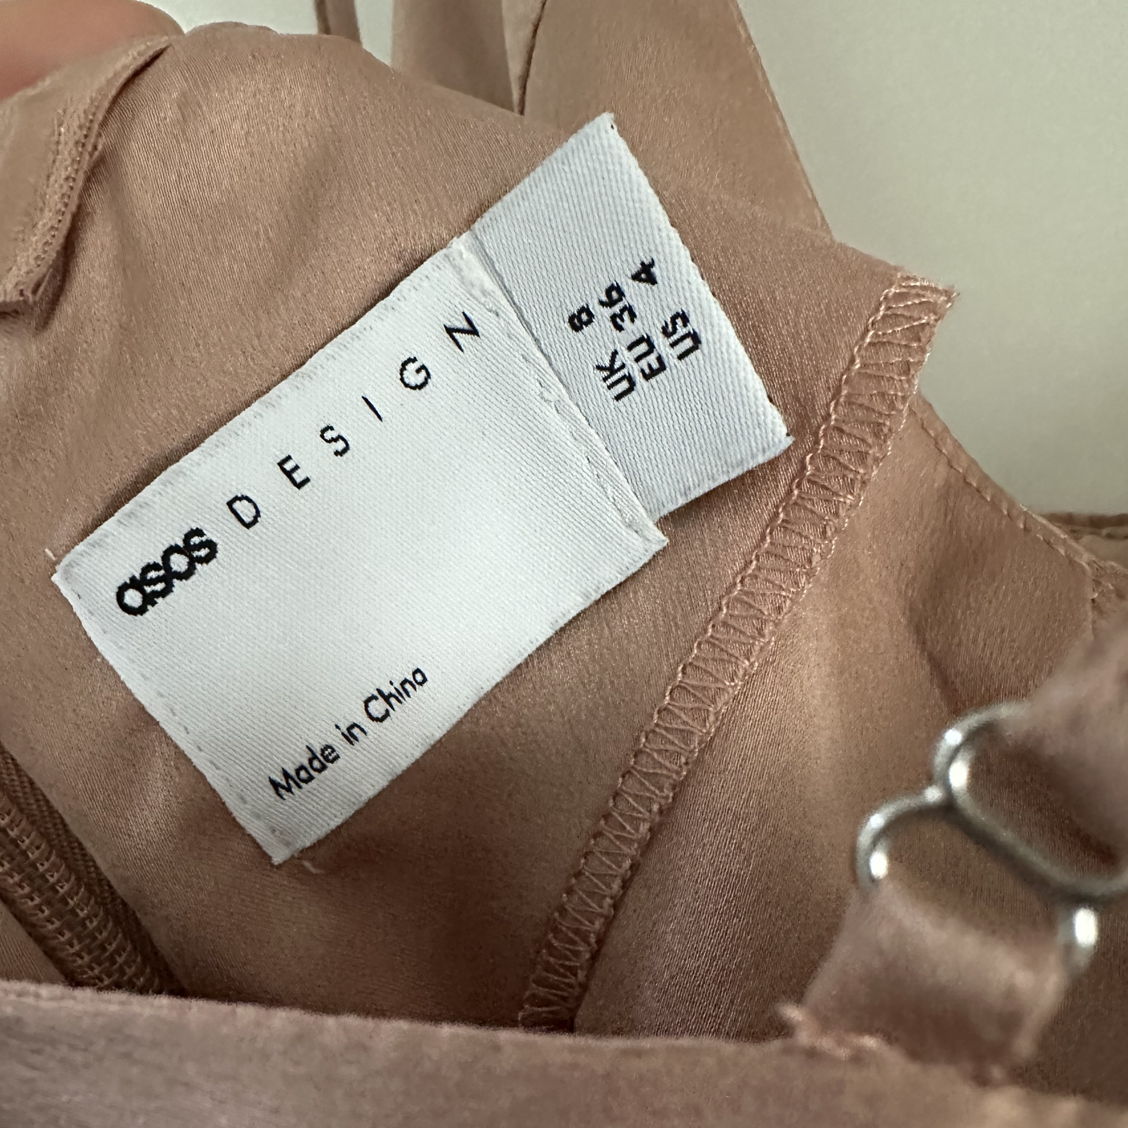 asos DESIGN
Made in China
UK 8
EU 36
US 4